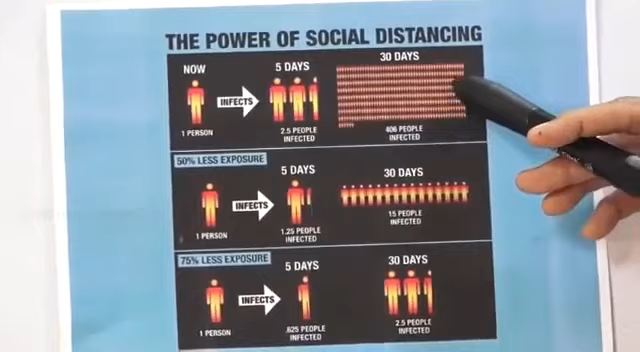 THE POWER OF SOCIAL DISTANCING
NOW
5 DAYS
30 DAYS
INFECTS
1 PERSON
2.5 PEOPLE
INFECTED
406 PEOPLE
INFECTED
50% LESS EXPOSURE
5 DAYS
30 DAYS
INFECTS
1 PERSON
1.25 PEOPLE
INFECTED
15 PEOPLE
INFECTED
75% LESS EXPOSURE
5 DAYS
30 DAYS
INFECTS
1 PERSON
.625 PEOPLE
INFECTED
2.5 PEOPLE
INFECTED